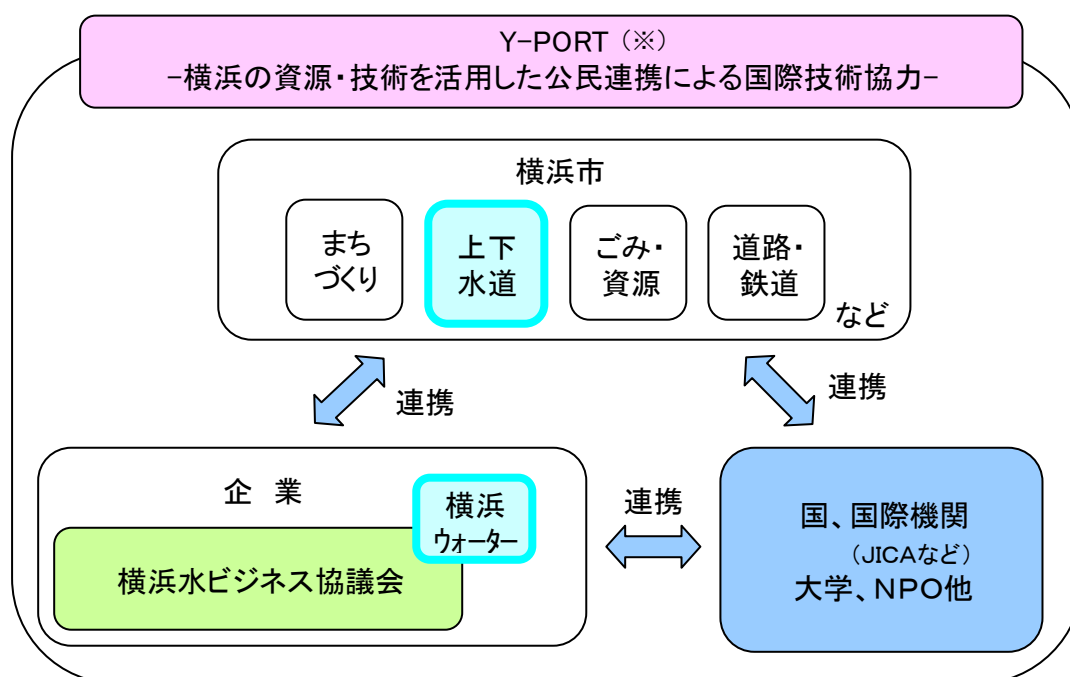 Y-PORT（※）
-横浜の資源・技術を活用した公民連携による国際技術協力-
横浜市
まち
づくり
上下
水道
ごみ・
資源
道路・
鉄道
など
連携
連携
企　業
横浜
ウォーター
横浜水ビジネス協議会
連携
国、国際機関
（JICAなど）
大学、NPO他